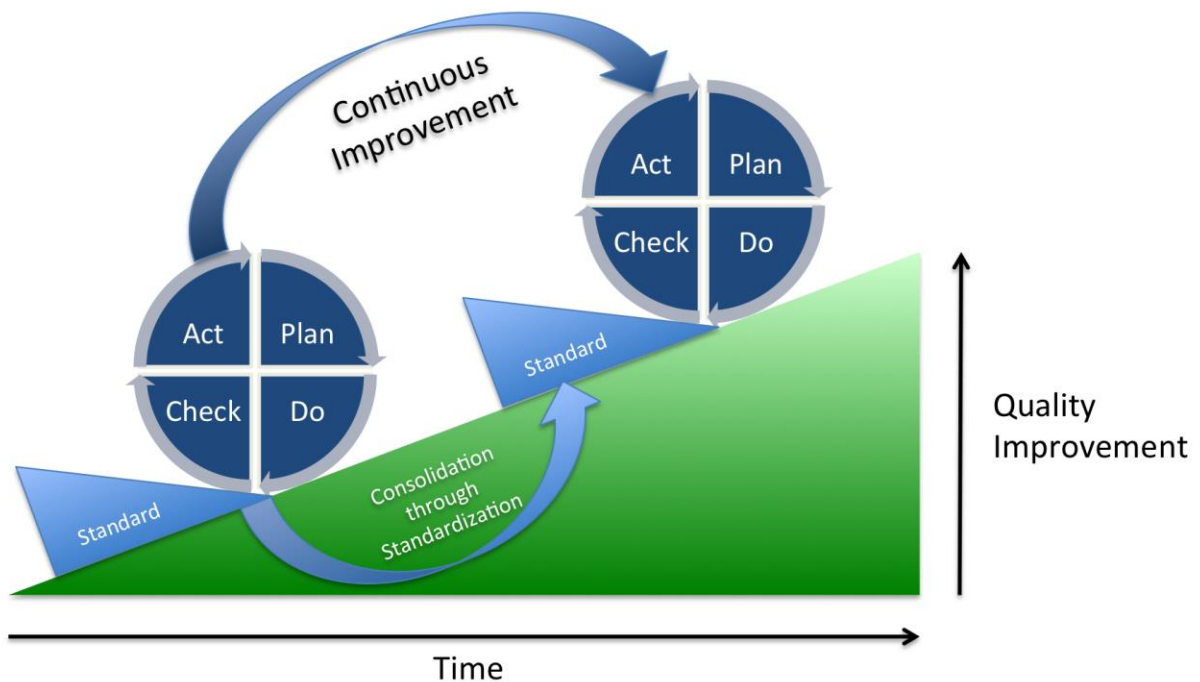 Continuous
Improvement
Act
Plan
Check
Do
Act
Plan
Check
Do
Standard
Standard
Consolidation
through
Standardization
Quality
Improvement
Time